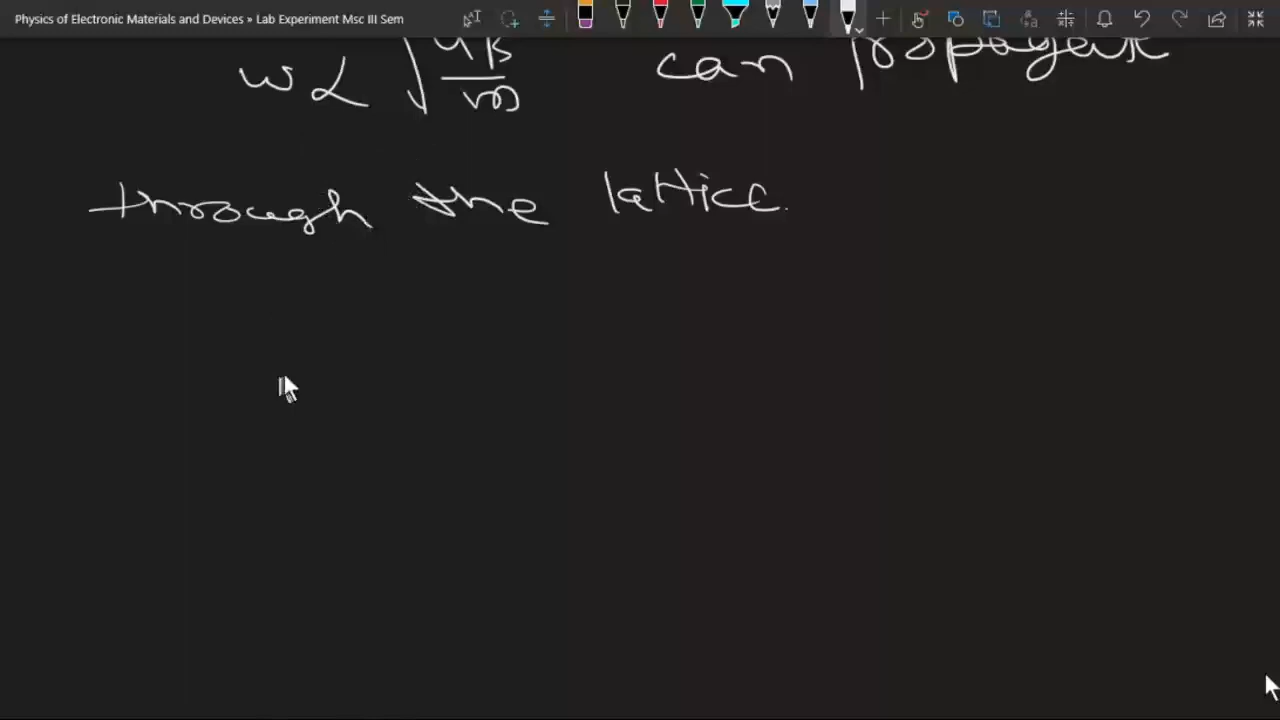 Physics of Electronic Materials and Devices » Lab Experiment Msc III Sem
w α √4β/m can propagate
through the lattice.